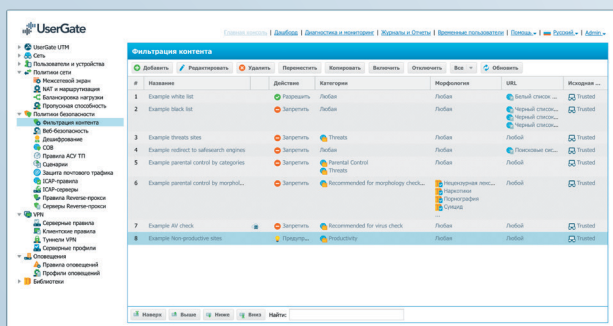 UserGate
Главная консоль | Дашборд | Диагностика и мониторинг | Журналы и Отчеты | Временные пользователи | Помощь | Русский | Admin
UserGate UTM
Сеть
Пользователи и устройства
Политики сети
Межсетевой экран
NAT и маршрутизация
Балансировка нагрузки
Пропускная способность
Политики безопасности
Фильтрация контента
Веб-безопасность
Дешифрование
СОВ
Правила АСУ ТП
Сценарии
Защита почтового трафика
ICAP-правила
ICAP-серверы
Правила Reverse-прокси
Серверы Reverse-прокси
VPN
Серверные правила
Клиентские правила
Туннели VPN
Серверные профили
Оповещения
Правила оповещений
Профили оповещений
Библиотеки
Фильтрация контента
Добавить Редактировать Удалить Переместить Копировать Включить Отключить Все Обновить
# Название Действие Категории Морфология URL Исходная ...
1 Example white list Разрешить Любая Любая Белый список ... Trusted
2 Example black list Запретить Любая Любая Черный список... Trusted
Черный список...
Черный список...
3 Example threats sites Запретить Threats Любая Любой Trusted
4 Example redirect to safesearch engines Запретить Любая Любая Поисковые сис... Trusted
5 Example parental control by categories Запретить Parental Control Любая Любой Trusted
Threats
6 Example parental control by morphol... Запретить Recommended for morphology check... Нецензурная лекс... Любой Trusted
Наркотики
Порнография
Суицид
...
7 Example AV check Запретить Recommended for virus check Любая Любой Trusted
8 Example Non-productive sites Предупр... Productivity Любая Любой Trusted
Наверх Выше Ниже Вниз Найти: